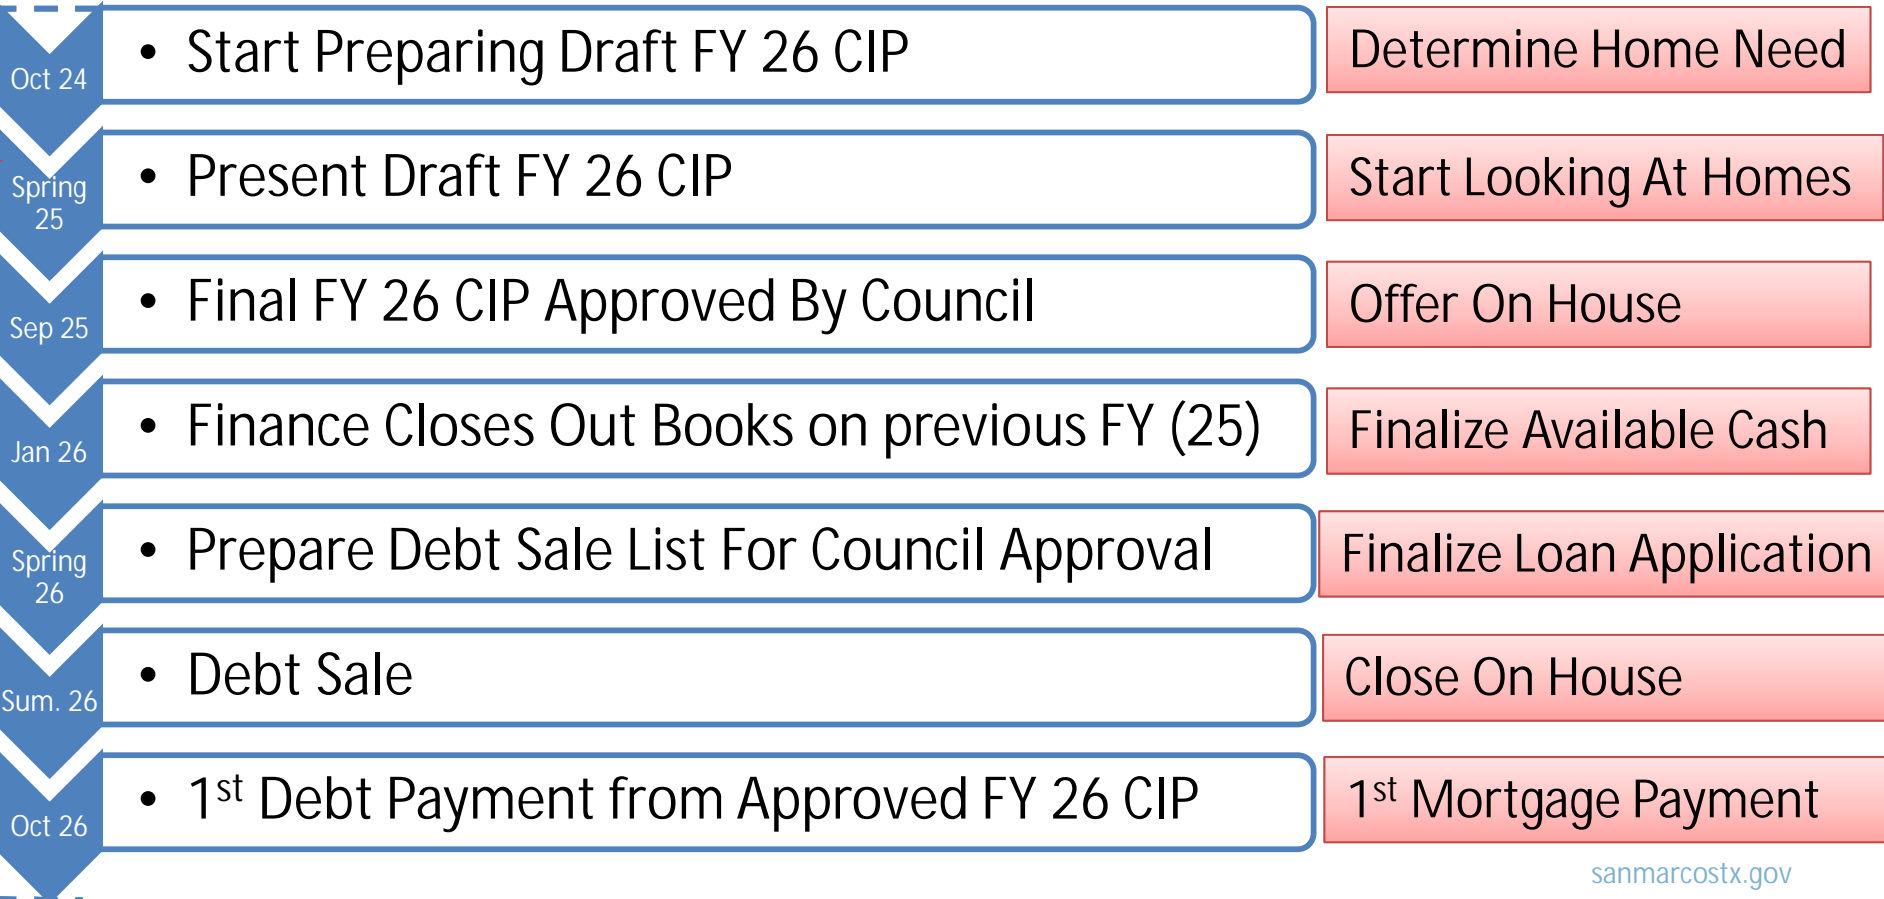 Oct 24
• Start Preparing Draft FY 26 CIP
Determine Home Need
Spring
25
• Present Draft FY 26 CIP
Start Looking At Homes
Sep 25
• Final FY 26 CIP Approved By Council
Offer On House
Jan 26
• Finance Closes Out Books on previous FY (25)
Finalize Available Cash
Spring
26
• Prepare Debt Sale List For Council Approval
Finalize Loan Application
Sum. 26
• Debt Sale
Close On House
Oct 26
• 1st Debt Payment from Approved FY 26 CIP
1st Mortgage Payment
sanmarcostx.gov